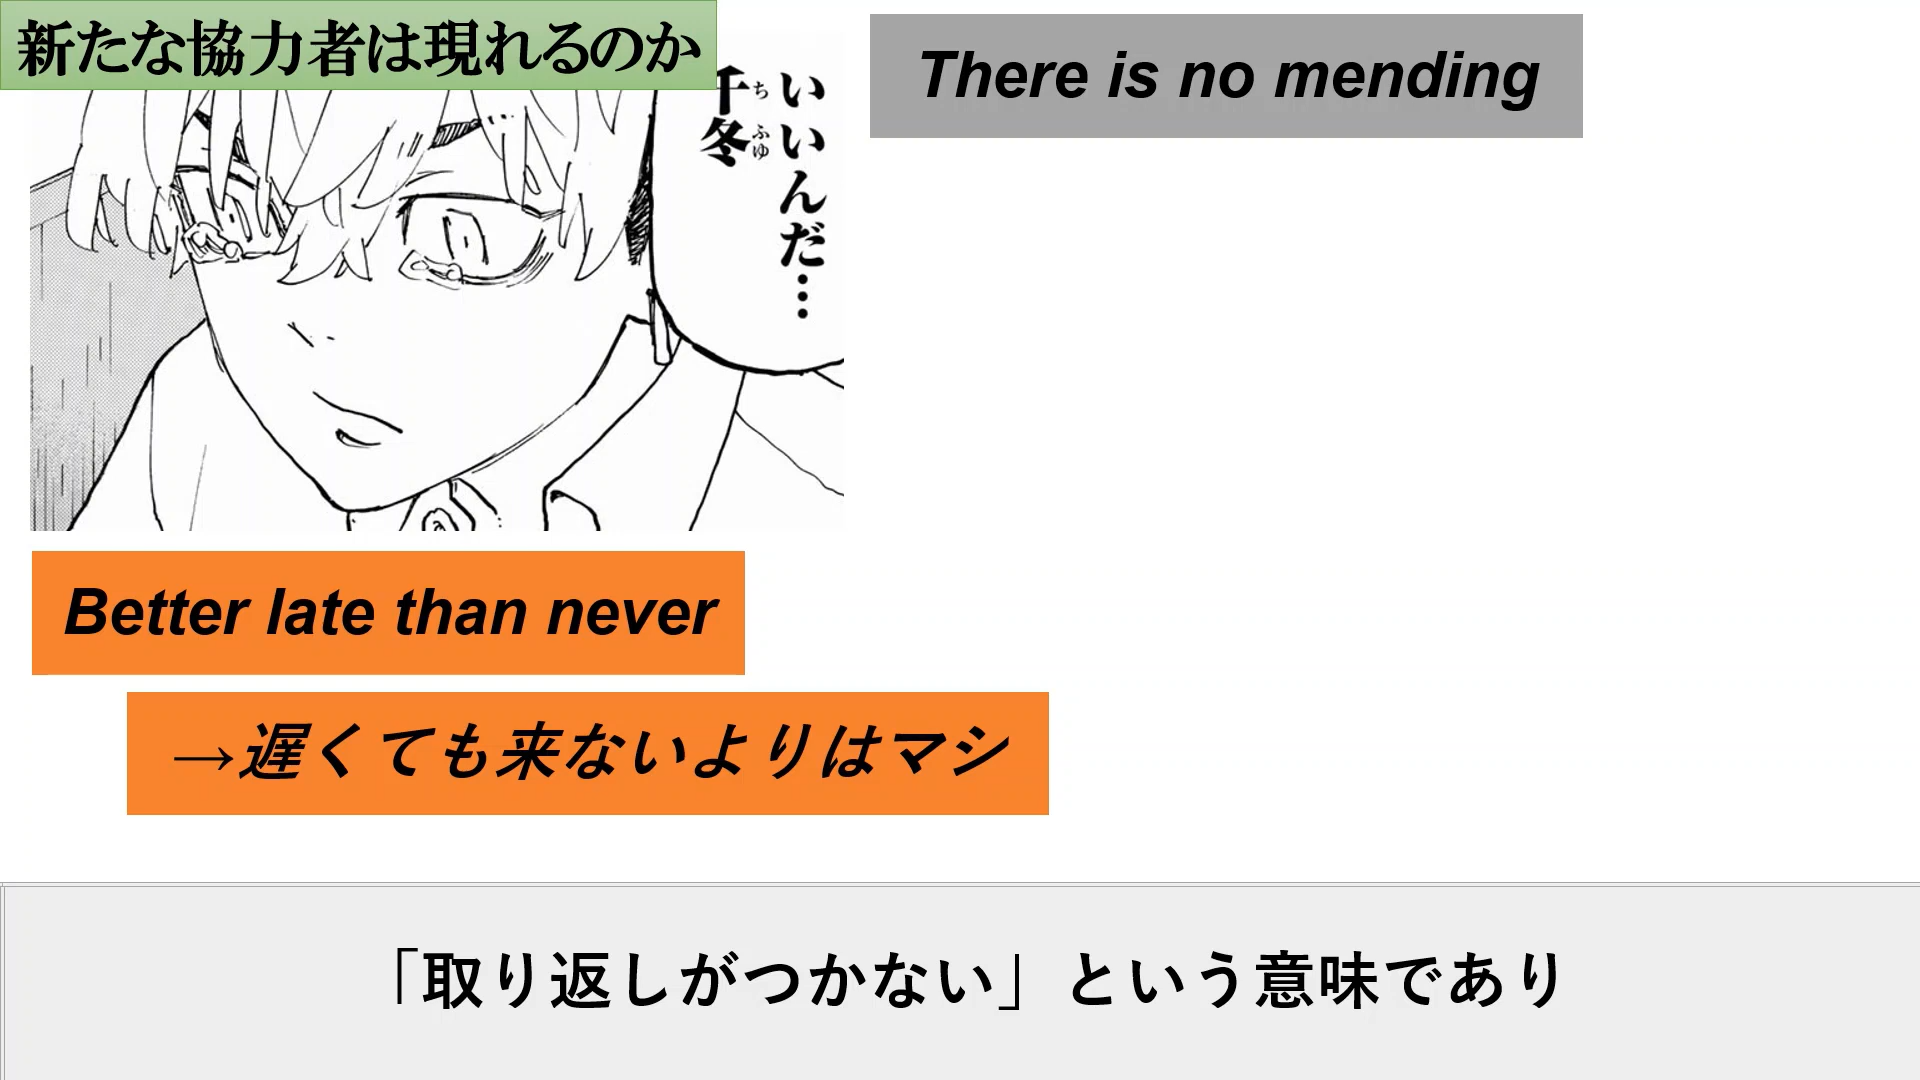 新たな協力者は現れるのか
There is no mending
いいんだ…
千冬
ちふゆ
Better late than never
→遅くても来ないよりはマシ
「取り返しがつかない」という意味であり